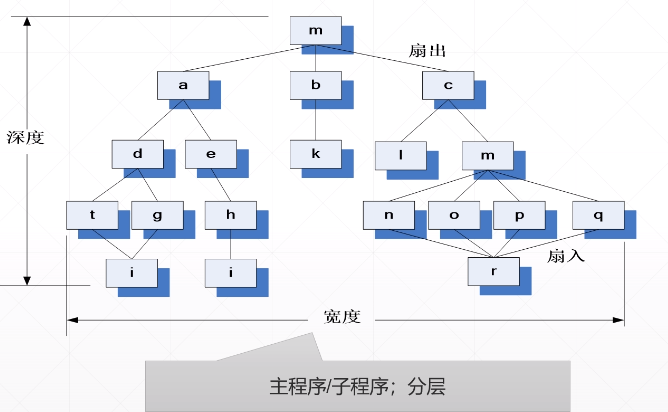 m
扇出
a b c
深度
d e k l m
t g h n o p q
扇入
i i r
宽度
主程序/子程序；分层